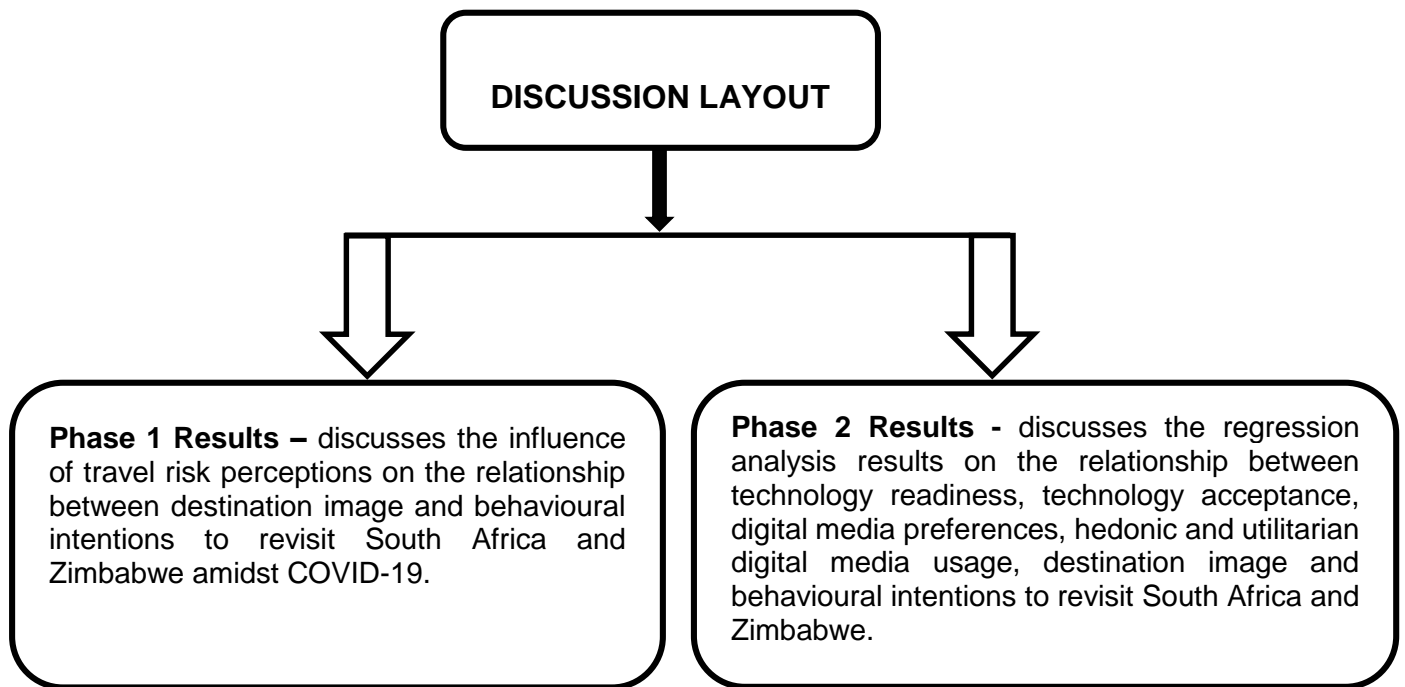 DISCUSSION LAYOUT
Phase 1 Results – discusses the influence
of travel risk perceptions on the relationship
between destination image and behavioural
intentions to revisit South Africa and
Zimbabwe amidst COVID-19.
Phase 2 Results - discusses the regression
analysis results on the relationship between
technology readiness, technology acceptance,
digital media preferences, hedonic and utilitarian
digital media usage, destination image and
behavioural intentions to revisit South Africa and
Zimbabwe.